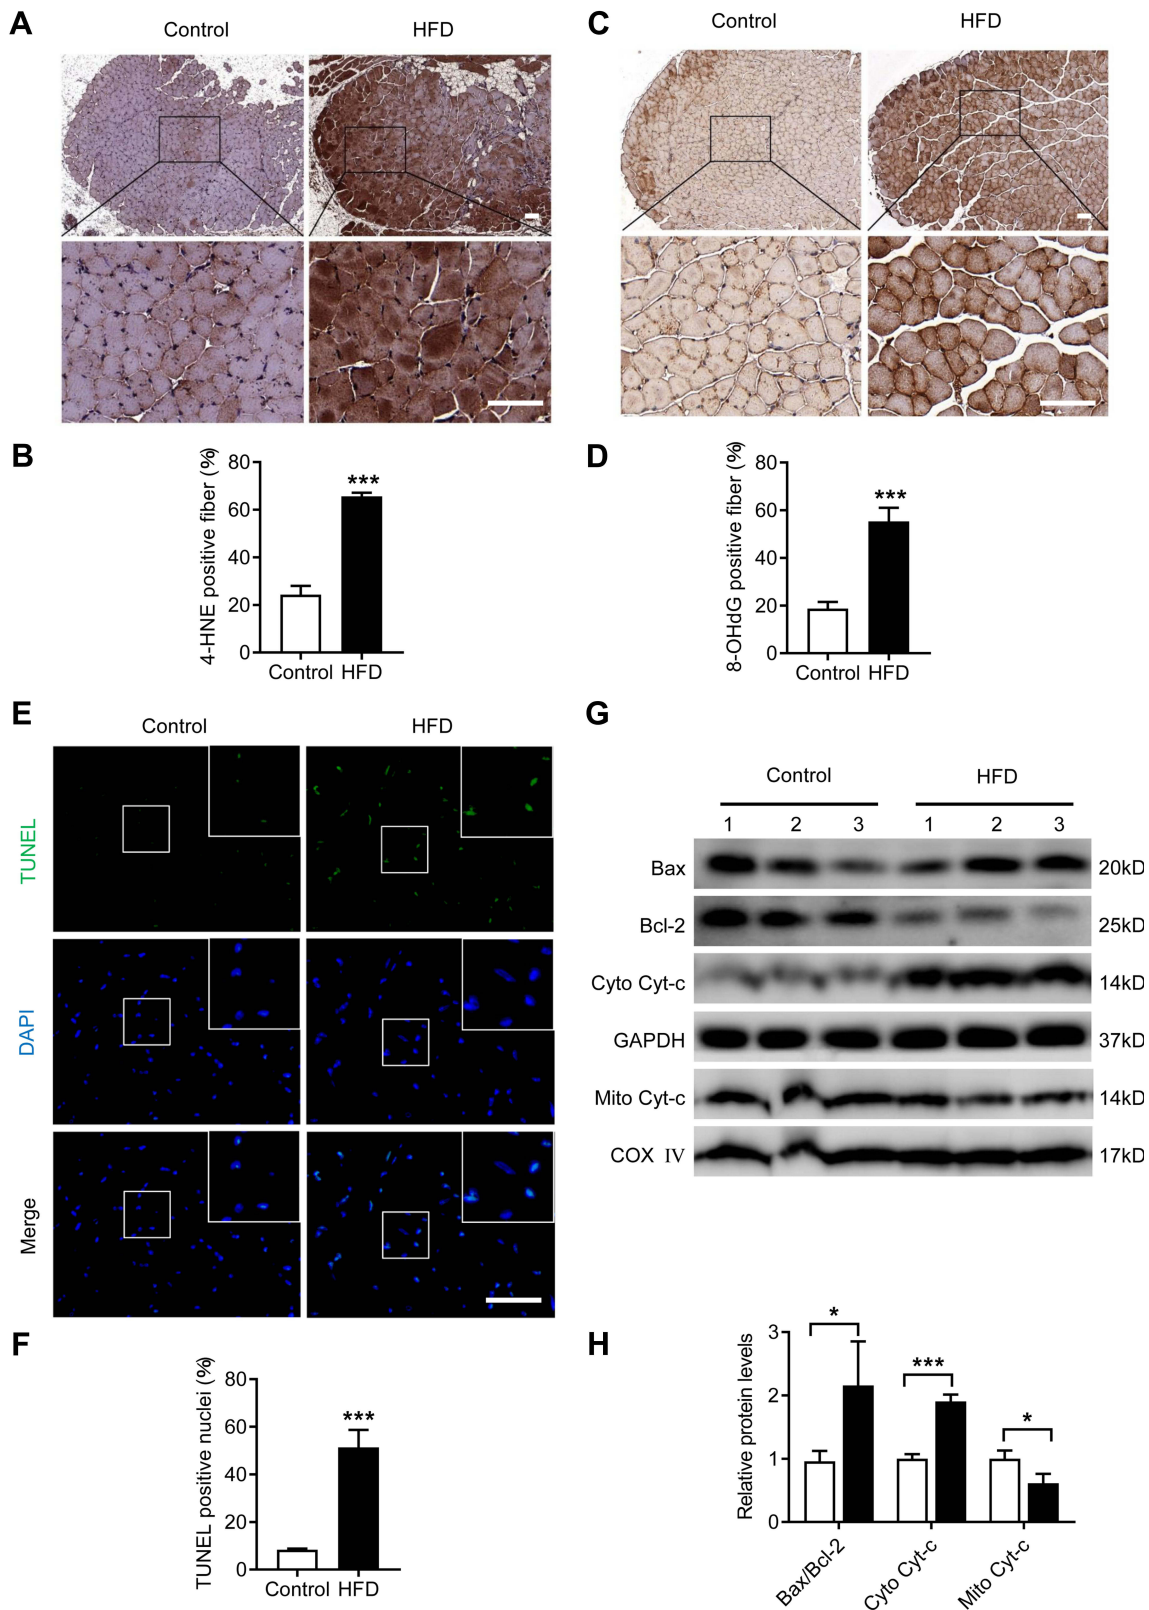 A
Control
HFD
C
Control
HFD
B
4-HNE positive fiber (%)
80
60
40
20
0
***
Control HFD
D
8-OHdG positive fiber (%)
80
60
40
20
0
***
Control HFD
E
Control
HFD
TUNEL
DAPI
Merge
G
Control
HFD
1 2 3 1 2 3
Bax 20kD
Bcl-2 25kD
Cyto Cyt-c 14kD
GAPDH 37kD
Mito Cyt-c 14kD
COX IV 17kD
F
TUNEL positive nuclei (%)
80
60
40
20
0
***
Control HFD
H
Relative protein levels
3
2
1
0
*
***
*
Bax/Bcl-2
Cyto Cyt-c
Mito Cyt-c